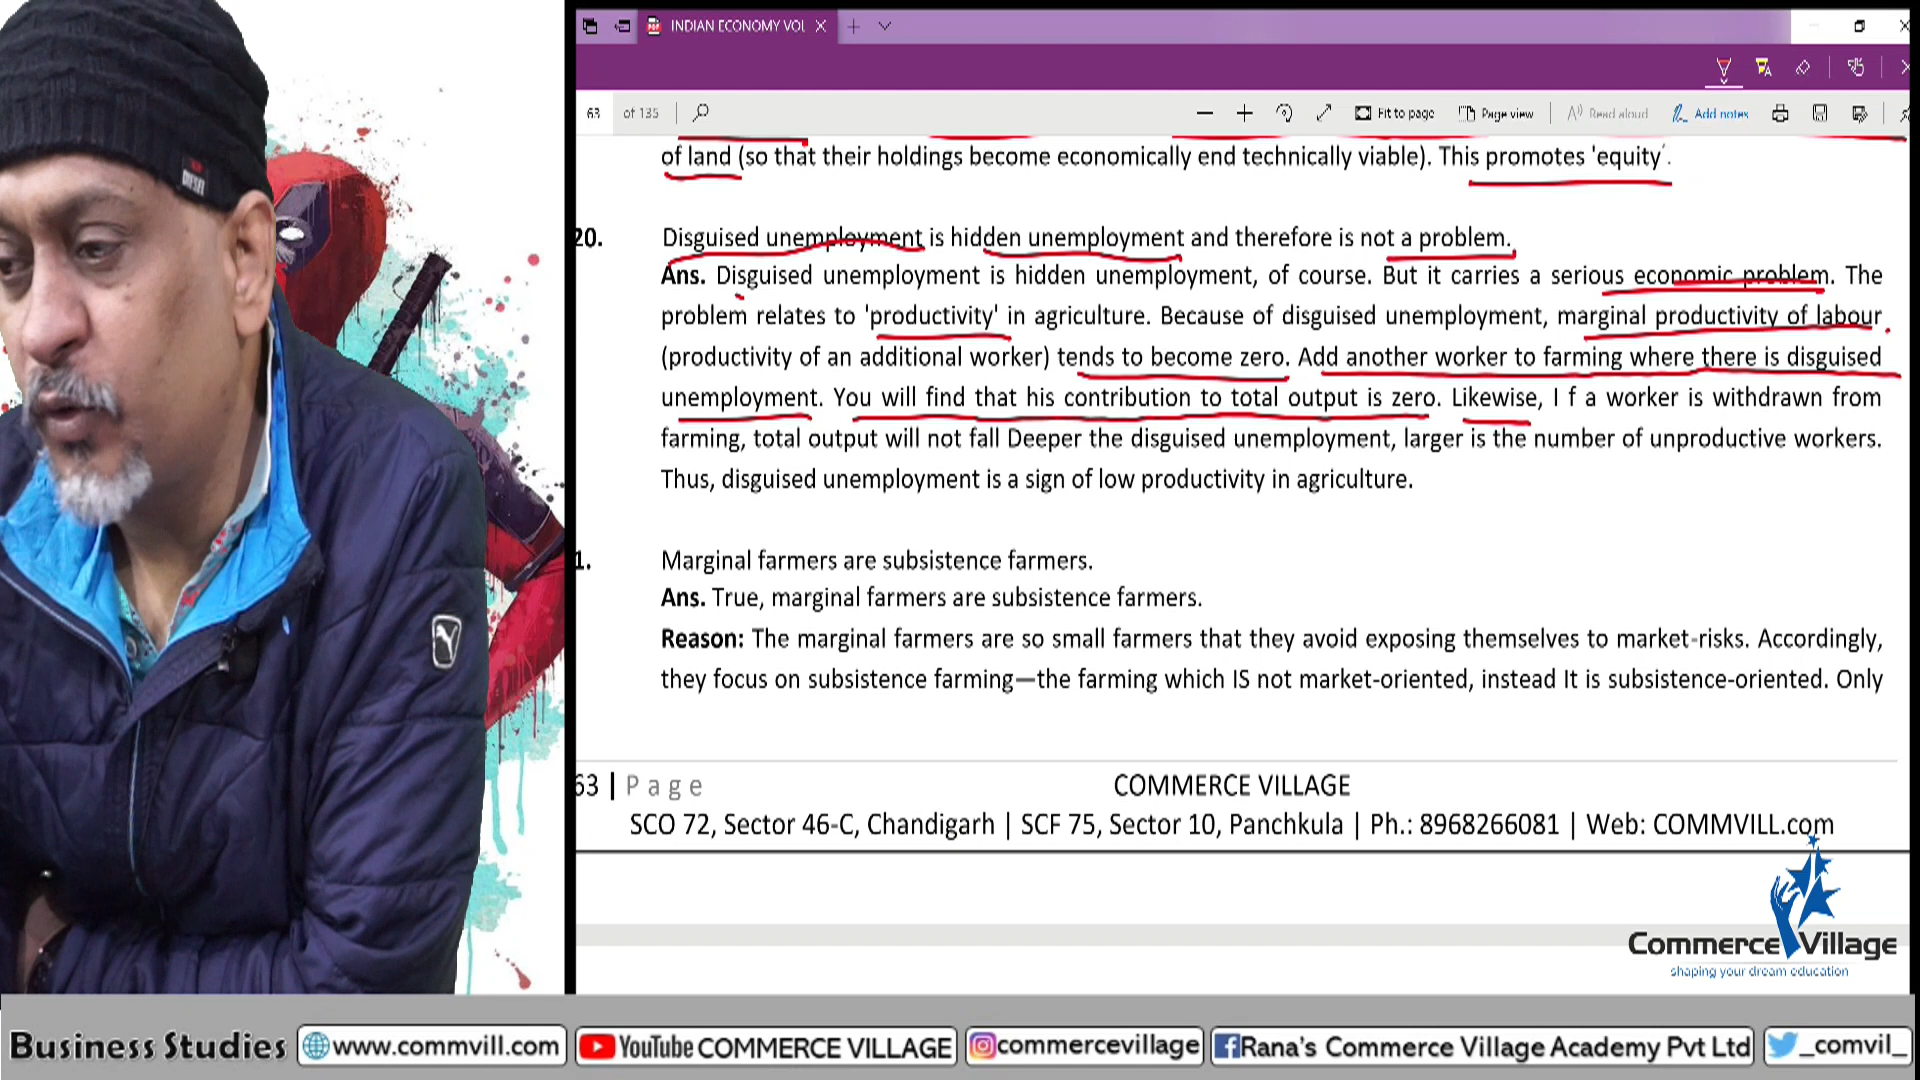 INDIAN ECONOMY VOL
63 of 135 Fit to page Page view Read aloud Add notes
of land (so that their holdings become economically end technically viable). This promotes 'equity'.
20. Disguised unemployment is hidden unemployment and therefore is not a problem.
Ans. Disguised unemployment is hidden unemployment, of course. But it carries a serious economic problem. The
problem relates to 'productivity' in agriculture. Because of disguised unemployment, marginal productivity of labour
(productivity of an additional worker) tends to become zero. Add another worker to farming where there is disguised
unemployment. You will find that his contribution to total output is zero. Likewise, I f a worker is withdrawn from
farming, total output will not fall Deeper the disguised unemployment, larger is the number of unproductive workers.
Thus, disguised unemployment is a sign of low productivity in agriculture.
1. Marginal farmers are subsistence farmers.
Ans. True, marginal farmers are subsistence farmers.
Reason: The marginal farmers are so small farmers that they avoid exposing themselves to market-risks. Accordingly,
they focus on subsistence farming—the farming which IS not market-oriented, instead It is subsistence-oriented. Only
63 | Page COMMERCE VILLAGE
SCO 72, Sector 46-C, Chandigarh | SCF 75, Sector 10, Panchkula | Ph.: 8968266081 | Web: COMMVILL.com
Commerce Village
shaping your dream education
DIESEL
Business Studies www.commvill.com YouTube COMMERCE VILLAGE commercevillage Rana's Commerce Village Academy Pvt Ltd _comvil_